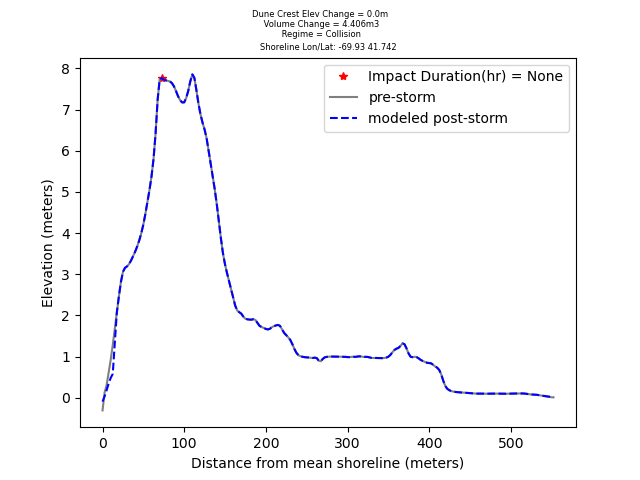 Dune Crest Elev Change = 0.0m
Volume Change = 4.406m3
Regime = Collision
Shoreline Lon/Lat: -69.93 41.742
Impact Duration(hr) = None
pre-storm
modeled post-storm
Elevation (meters)
8
7
6
5
4
3
2
1
0
0 100 200 300 400 500
Distance from mean shoreline (meters)